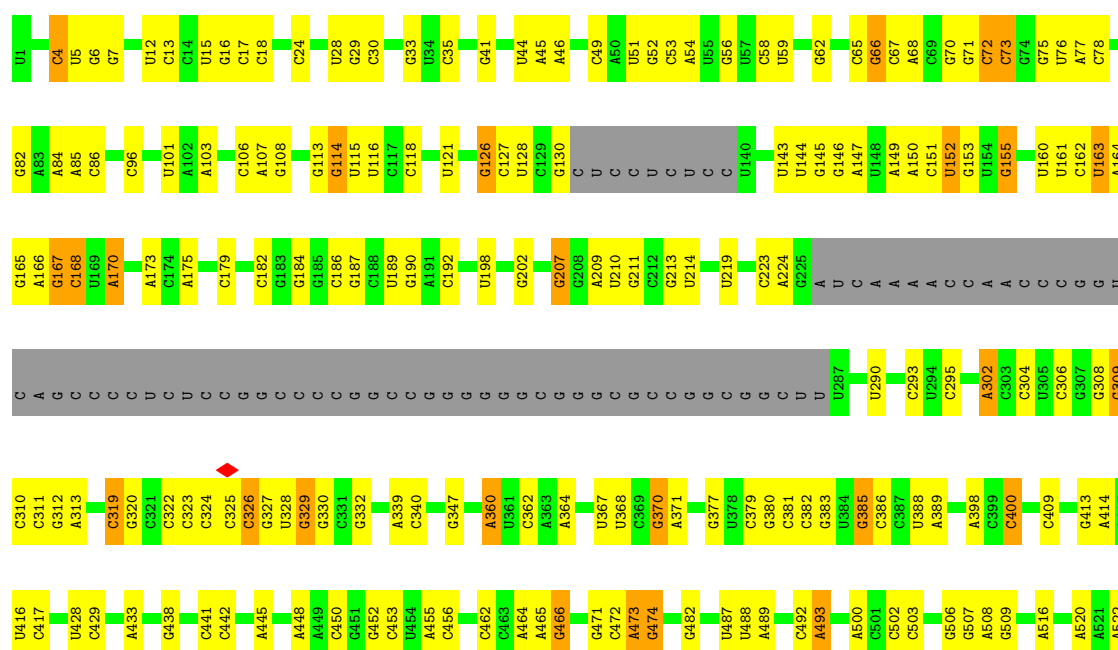 U1 C4 U5 G6 G7 U12 C13 C14 U15 G16 C17 C18 C24 U28 G29 C30 G33 U34 C35 G41 U44 A45 A46 C49 A50 U51 G52 C53 A54 U55 G56 U57 C58 U59 G62 C65 G66 C67 A68 C69 G70 G71 C72 C73 G74 G75 U76 A77 C78
G82 A83 A84 A85 C86 C96 U101 A102 A103 C106 A107 G108 G113 G114 U115 U116 C117 C118 U121 G126 C127 U128 C129 G130 C U C C U C U C C U140 U143 U144 G145 G146 A147 U148 A149 A150 C151 U152 G153 U154 G155 U160 U161 C162 U163 A164
G165 A166 G167 C168 U169 A170 A173 C174 A175 C179 C182 G183 G184 G185 C186 G187 C188 U189 G190 A191 C192 U198 G202 G207 G208 A209 U210 G211 C212 G213 U214 U219 C223 A224 G225 A U C A A A A C C A A C C C G G U
C A G C C C C U C U C C G G C C C C G G C C G G G G G G C G G G C G C C G G C G G C U U U287 U290 C293 U294 C295 A302 C303 C304 U305 C306 G307 G308
C310 C311 G312 A313 C319 G320 C321 C322 C323 C324 C325 C326 G327 U328 G329 G330 C331 G332 A339 C340 G347 A360 U361 C362 A363 A364 U367 U368 C369 G370 A371 G377 U378 C379 G380 C381 C382 G383 U384 G385 C386 C387 U388 A389 A398 C399 C400 C409 G413 A414
U416 C417 U428 C429 A433 G438 C441 C442 A445 A448 A449 C450 G451 G452 C453 U454 A455 C456 C462 C463 A464 A465 G466 G471 C472 A473 G474 G482 U487 U488 A489 C492 A493 A500 C501 C502 C503 G506 G507 A508 G509 A516 A520 A521 A522